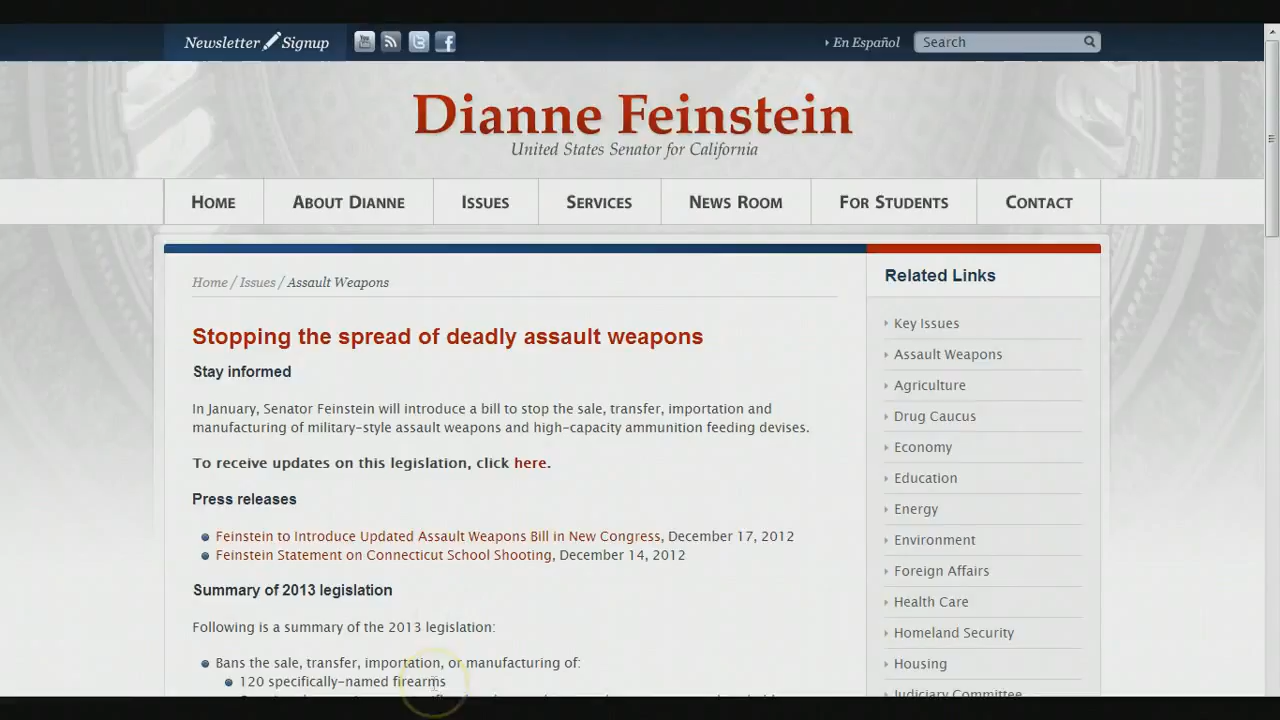 Newsletter Signup
En Español
Search
Dianne Feinstein
United States Senator for California
Home About Dianne Issues Services News Room For Students Contact
Home / Issues / Assault Weapons
Stopping the spread of deadly assault weapons
Stay informed
In January, Senator Feinstein will introduce a bill to stop the sale, transfer, importation and
manufacturing of military-style assault weapons and high-capacity ammunition feeding devises.
To receive updates on this legislation, click here.
Press releases
Feinstein to Introduce Updated Assault Weapons Bill in New Congress, December 17, 2012
Feinstein Statement on Connecticut School Shooting, December 14, 2012
Summary of 2013 legislation
Following is a summary of the 2013 legislation:
Bans the sale, transfer, importation, or manufacturing of:
120 specifically-named firearms
Related Links
Key Issues
Assault Weapons
Agriculture
Drug Caucus
Economy
Education
Energy
Environment
Foreign Affairs
Health Care
Homeland Security
Housing
Judiciary Committee